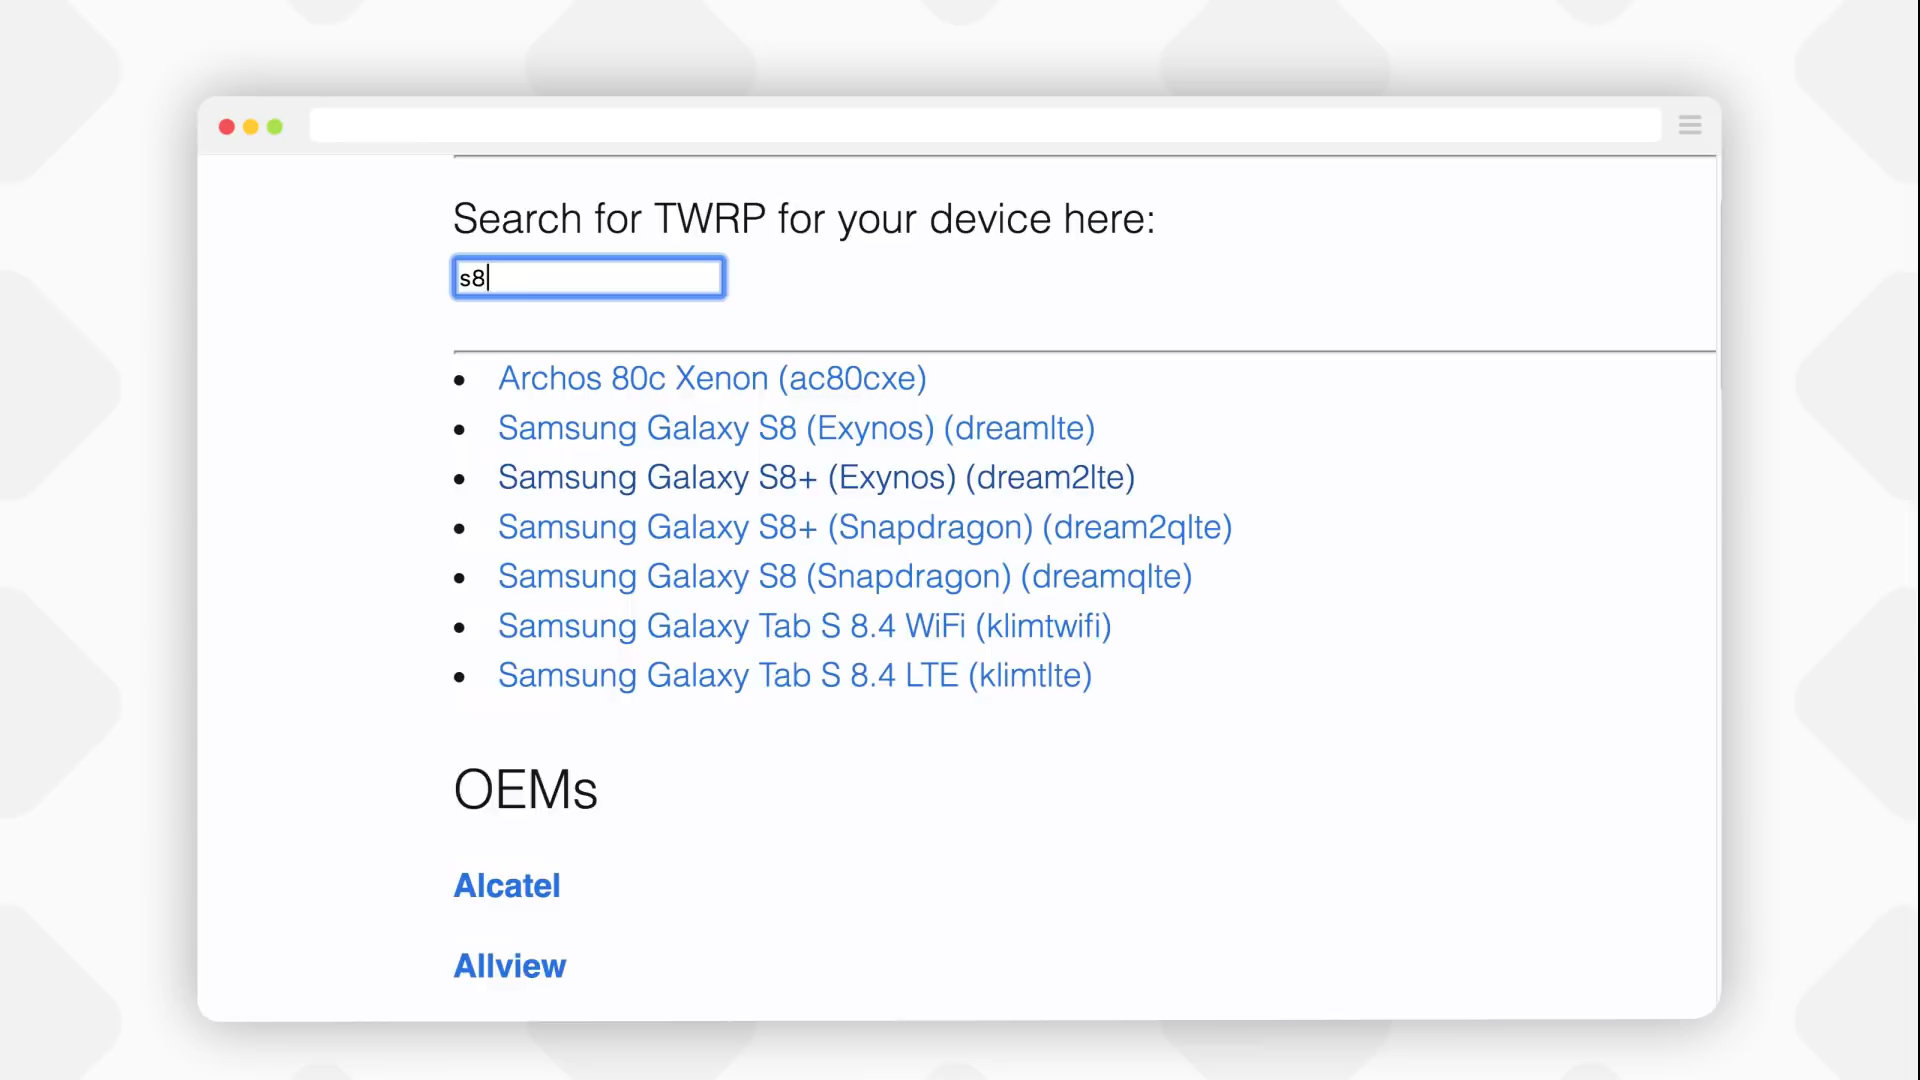 Search for TWRP for your device here:
s8
Archos 80c Xenon (ac80cxe)
Samsung Galaxy S8 (Exynos) (dreamlte)
Samsung Galaxy S8+ (Exynos) (dream2lte)
Samsung Galaxy S8+ (Snapdragon) (dream2qlte)
Samsung Galaxy S8 (Snapdragon) (dreamqlte)
Samsung Galaxy Tab S 8.4 WiFi (klimtwifi)
Samsung Galaxy Tab S 8.4 LTE (klimtlte)
OEMs
Alcatel
Allview